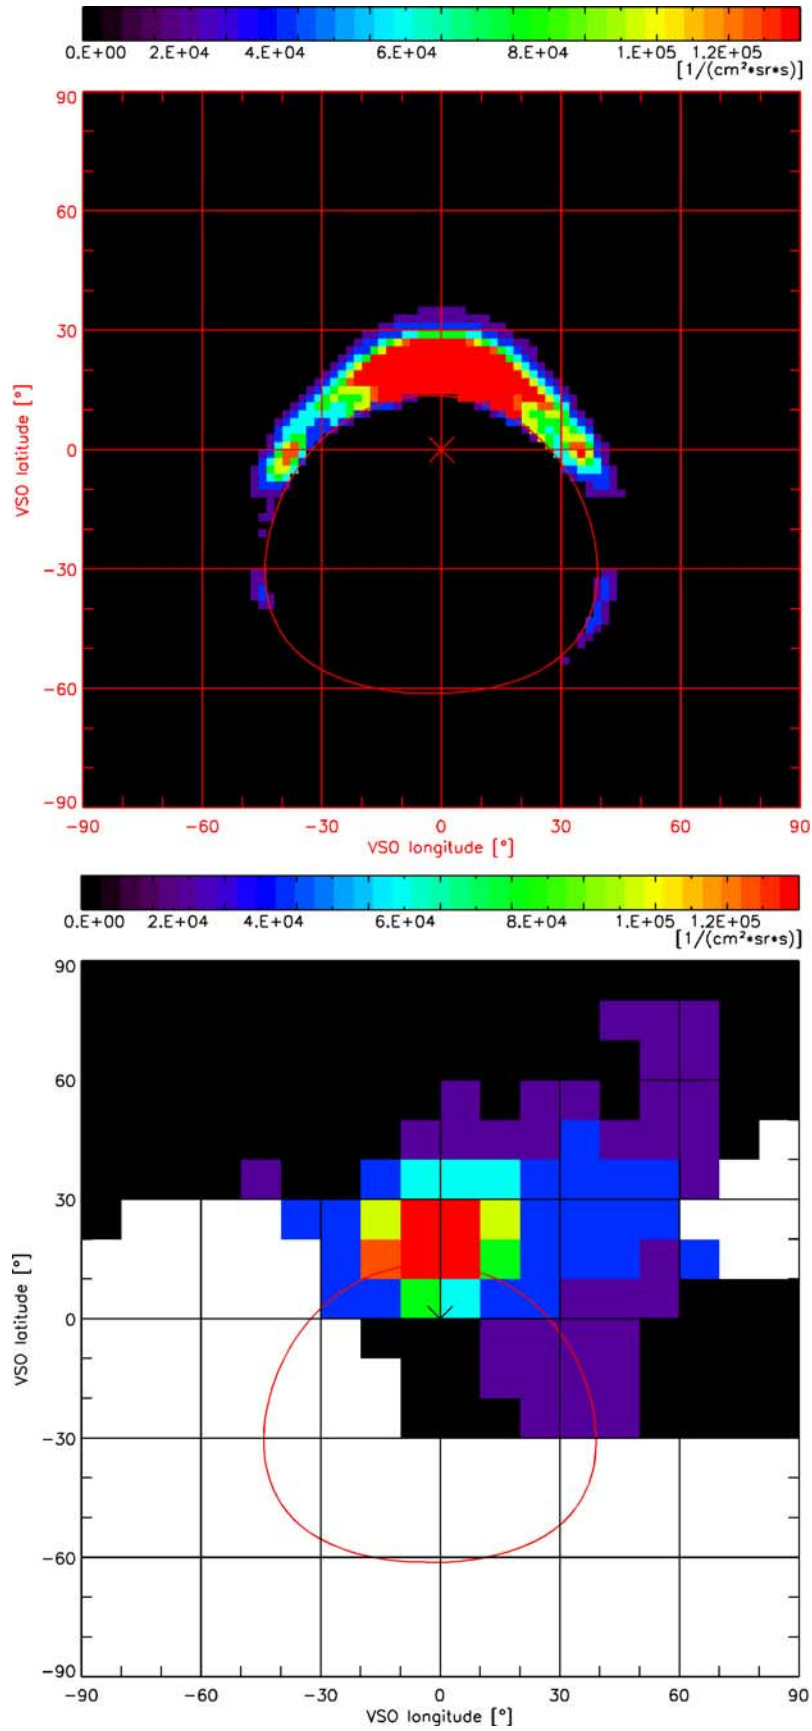 0.E+00 2.E+04 4.E+04 6.E+04 8.E+04 1.E+05 1.2E+05
[1/(cm²*sr*s)]
90
60
30
0
-30
-60
-90
VSO latitude [°]
-90 -60 -30 0 30 60 90
VSO longitude [°]
0.E+00 2.E+04 4.E+04 6.E+04 8.E+04 1.E+05 1.2E+05
[1/(cm²*sr*s)]
90
60
30
0
-30
-60
-90
VSO latitude [°]
-90 -60 -30 0 30 60 90
VSO longitude [°]